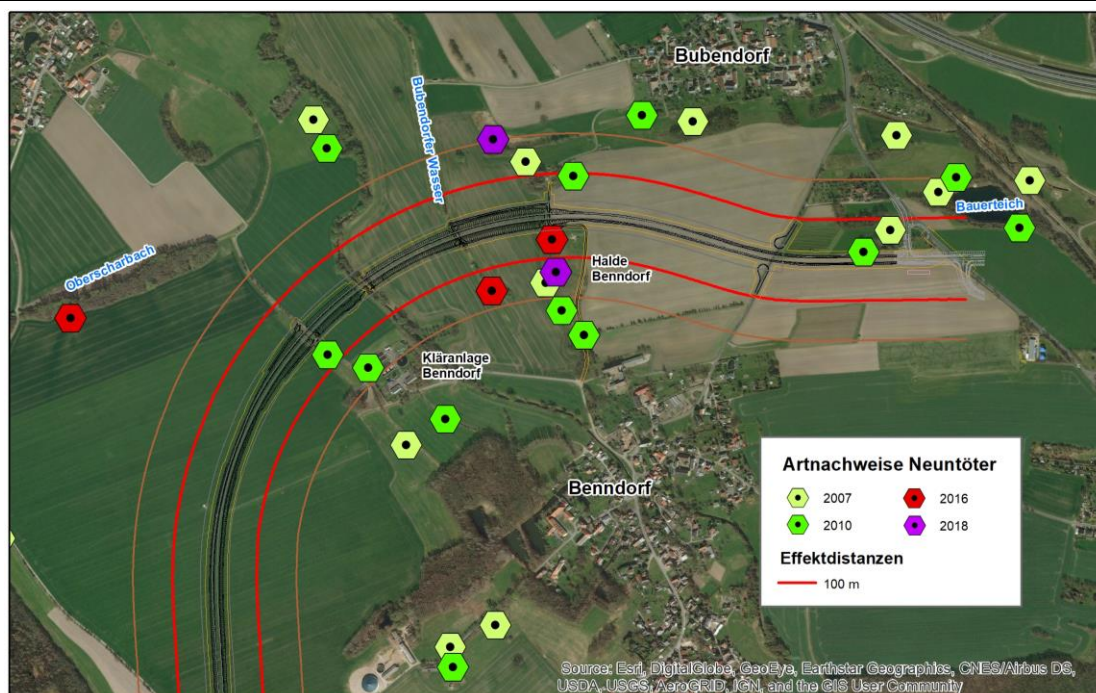 Bubendorf
Bubendorfer Wasser
Bauerteich
Oberscharbach
Halde
Benndorf
Kläranlage
Benndorf
Benndorf
Artnachweise Neuntöter
2007
2016
2010
2018
Effektdistanzen
100 m
Source: Esri, DigitalGlobe, GeoEye, Earthstar Geographics, CNES/Airbus DS,
USDA, USGS, AeroGRID, IGN, and the GIS User Community